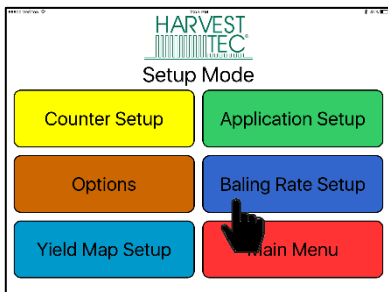 HARVEST
TEC
Setup Mode
Counter Setup
Application Setup
Options
Baling Rate Setup
Yield Map Setup
Main Menu